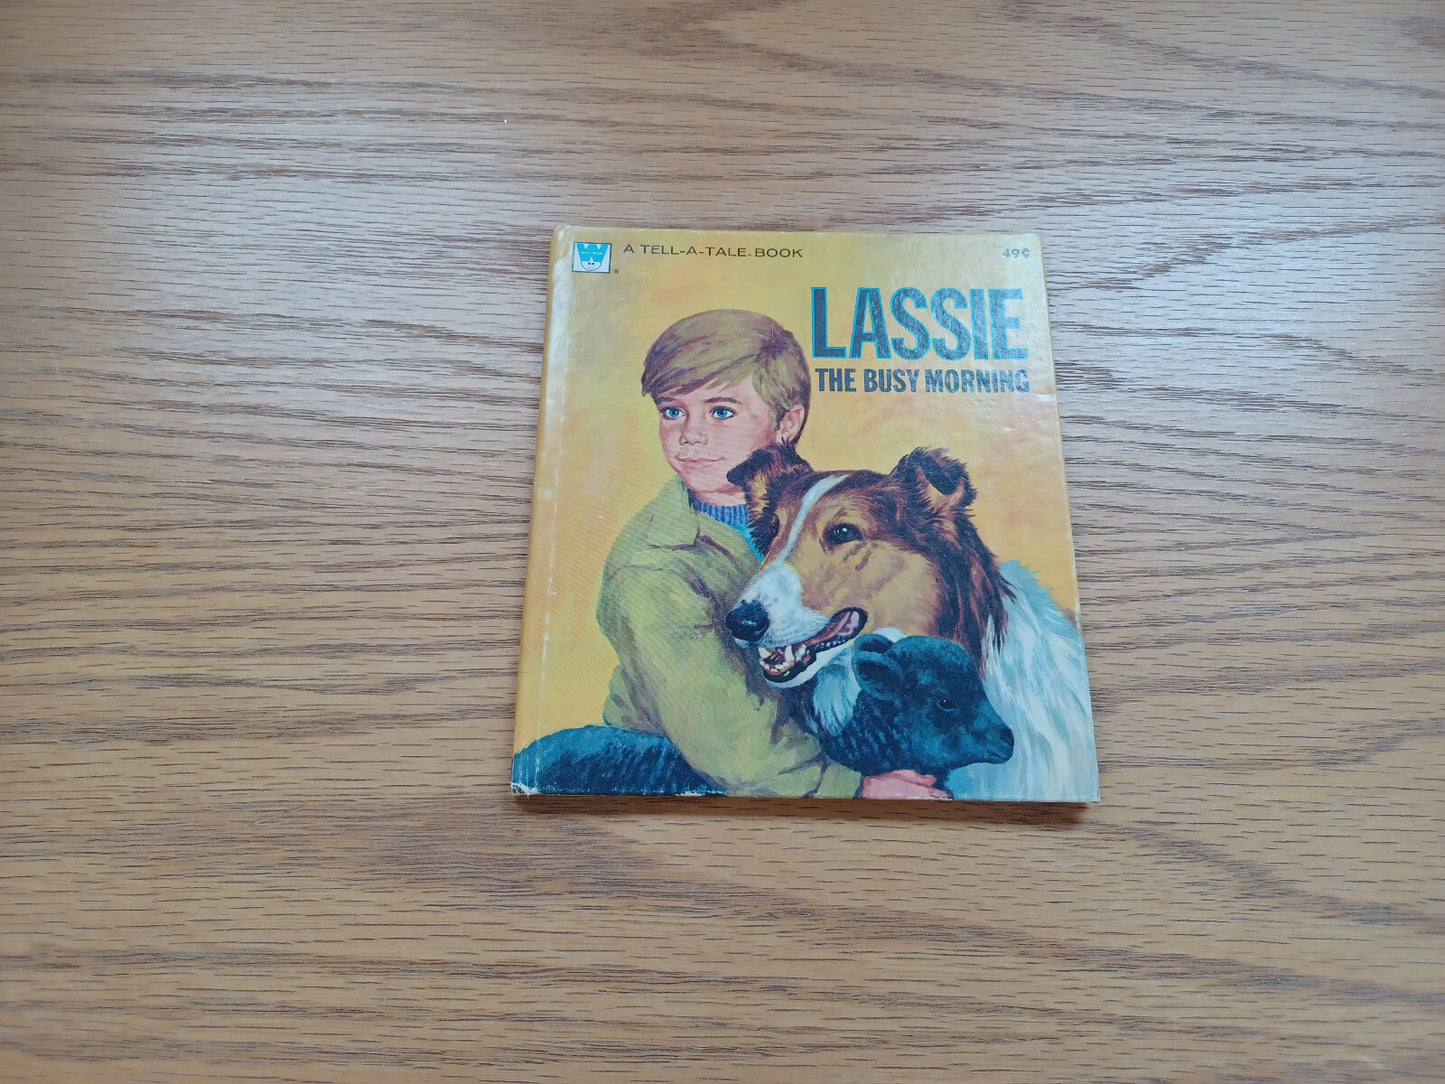 A TELL-A-TALE BOOK
49¢
LASSIE
THE BUSY MORNING